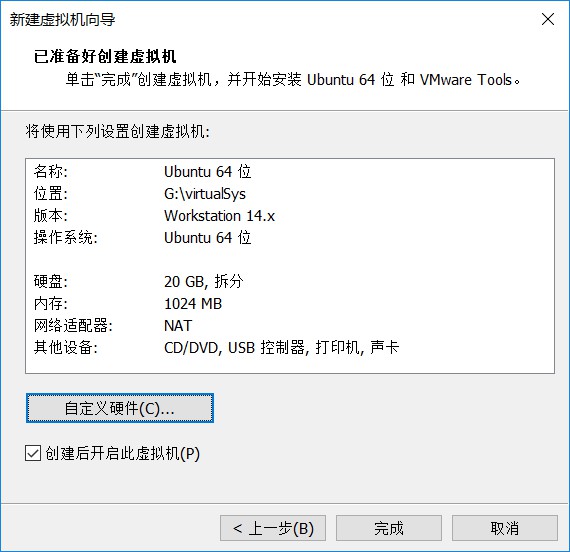 新建虚拟机向导
已准备好创建虚拟机
单击“完成”创建虚拟机，并开始安装 Ubuntu 64 位 和 VMware Tools。
将使用下列设置创建虚拟机:
名称: Ubuntu 64 位
位置: G:\virtualSys
版本: Workstation 14.x
操作系统: Ubuntu 64 位
硬盘: 20 GB, 拆分
内存: 1024 MB
网络适配器: NAT
其他设备: CD/DVD, USB 控制器, 打印机, 声卡
自定义硬件(C)...
创建后开启此虚拟机(P)
< 上一步(B) 完成 取消